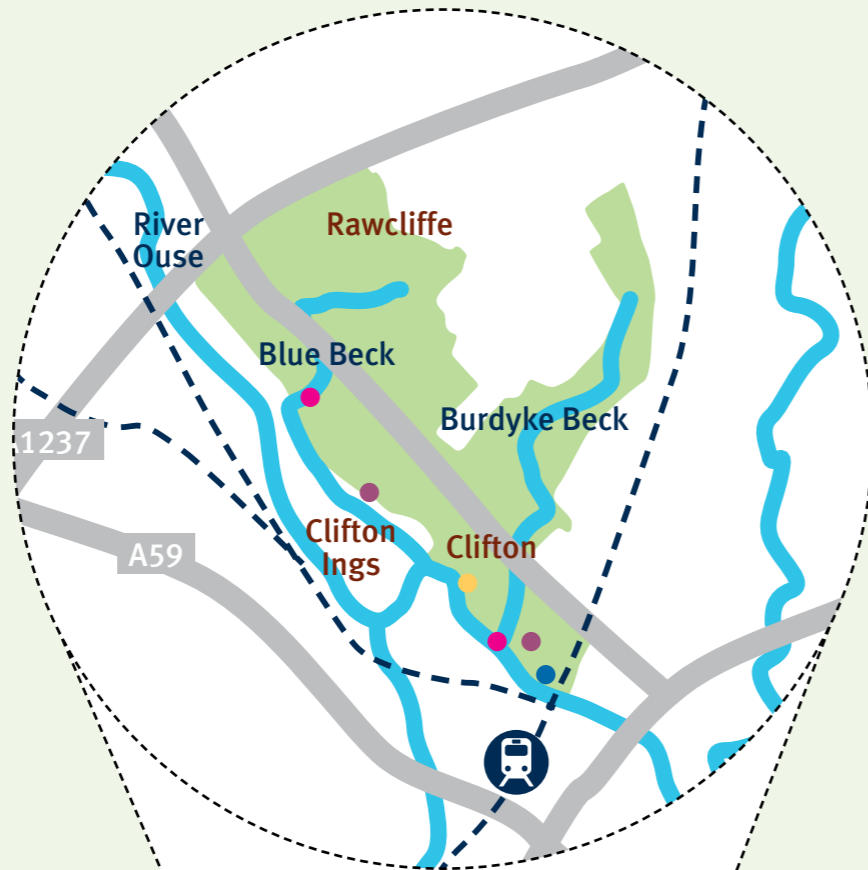 River
Ouse
Rawcliffe
Blue Beck
Burdyke Beck
1237
A59
Clifton
Ings
Clifton